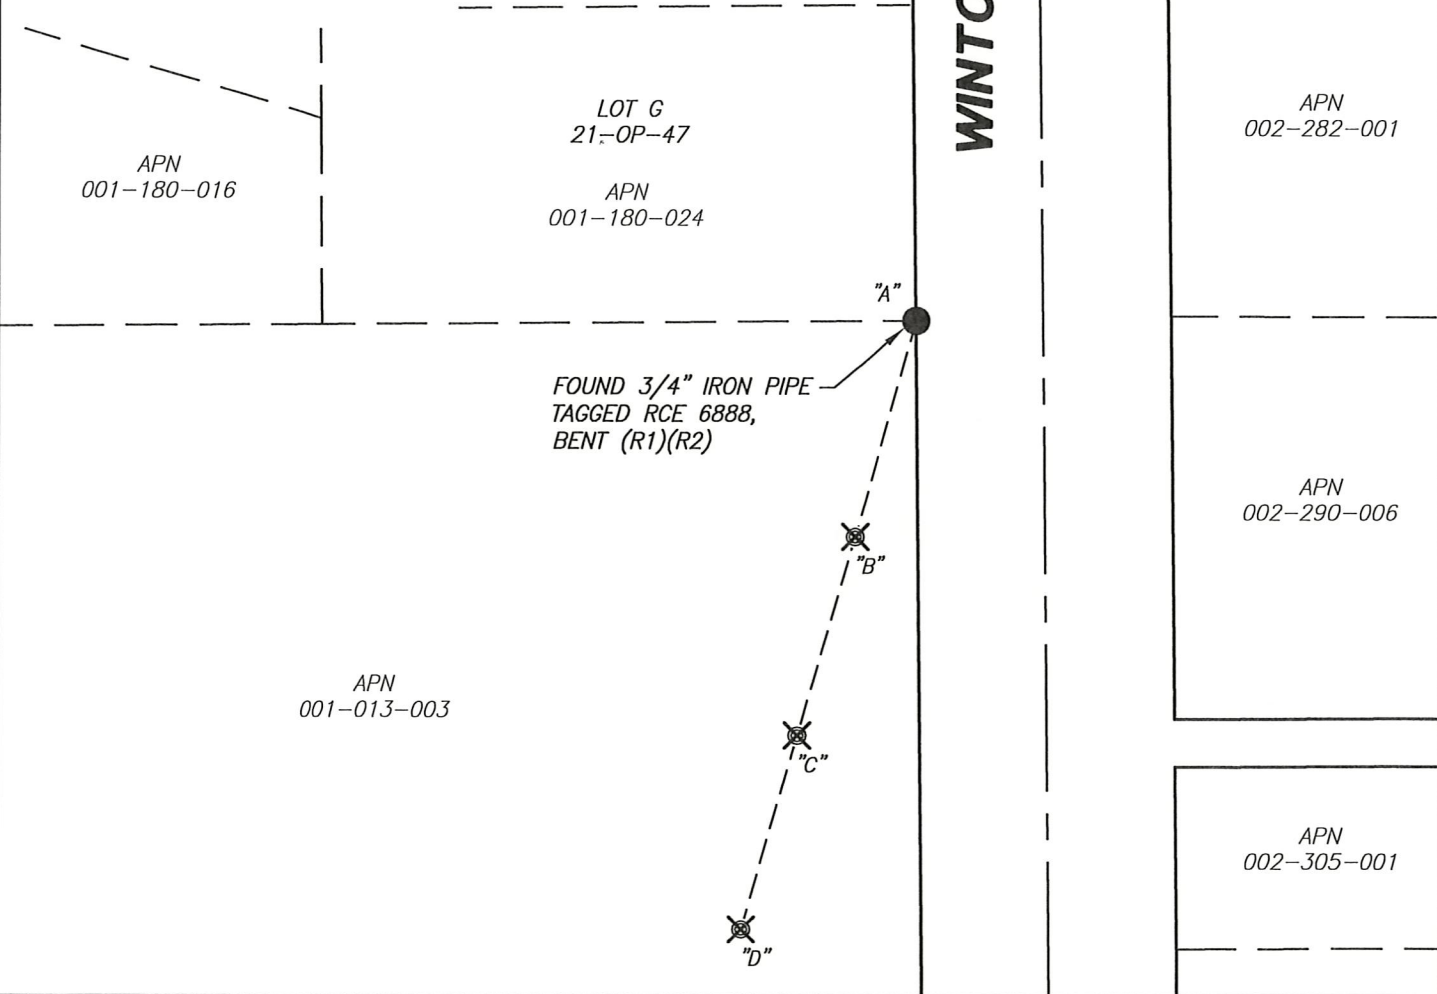 WINTO
LOT G
21-OP-47
APN
001-180-024
APN
001-180-016
APN
002-282-001
"A"
FOUND 3/4" IRON PIPE
TAGGED RCE 6888,
BENT (R1)(R2)
APN
002-290-006
"B"
APN
001-013-003
"C"
APN
002-305-001
"D"